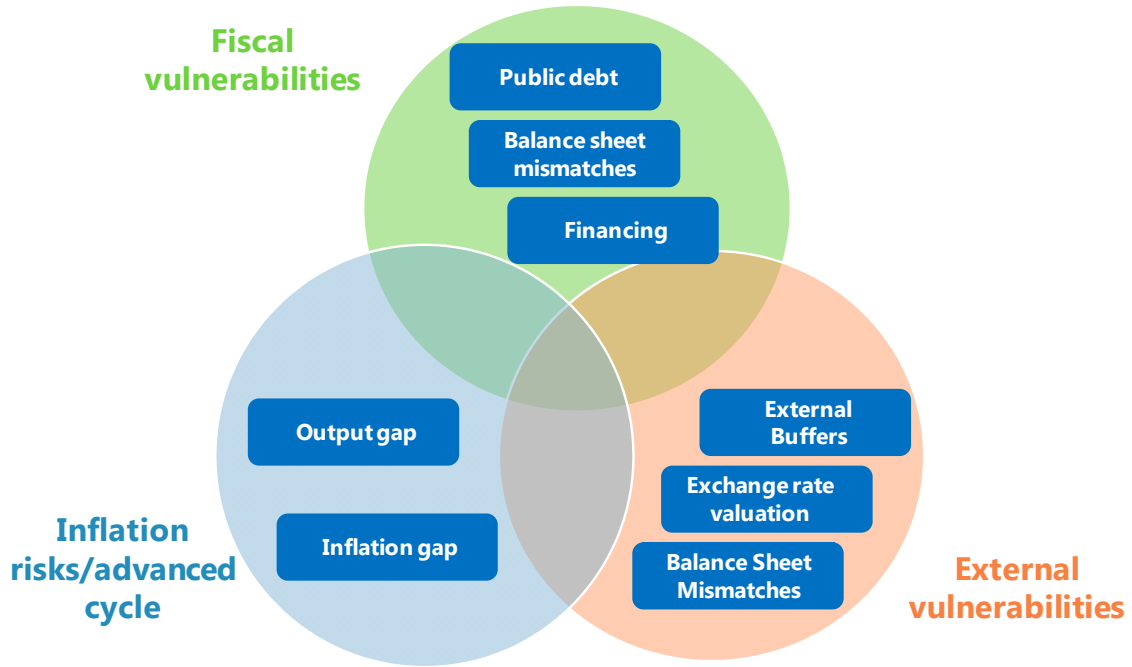 Fiscal
vulnerabilities
Public debt
Balance sheet
mismatches
Financing
Output gap
Inflation gap
Inflation
risks/advanced
cycle
External
Buffers
Exchange rate
valuation
Balance Sheet
Mismatches
External
vulnerabilities